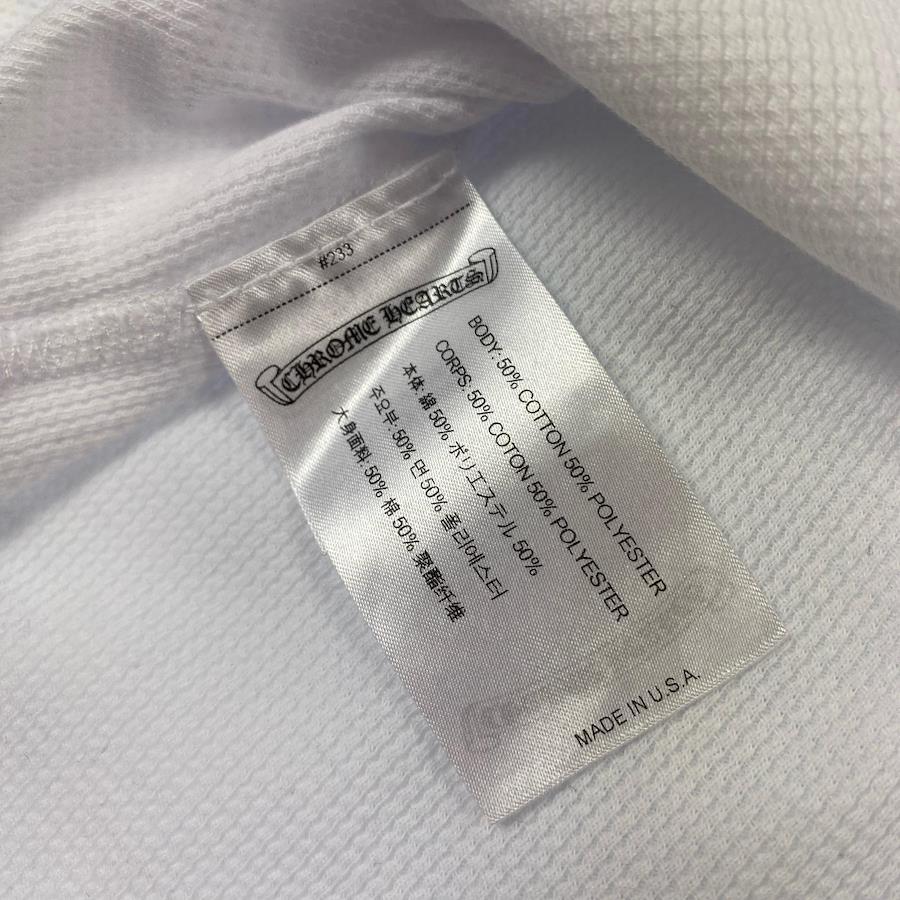 #233
CHROME HEARTS
BODY: 50% COTTON 50% POLYESTER
CORPS: 50% COTON 50% POLYESTER
本体: 綿 50% ポリエステル 50%
주요부: 50% 면 50% 폴리에스터
大身面料: 50% 棉 50% 聚酯纤维
MADE IN U.S.A.